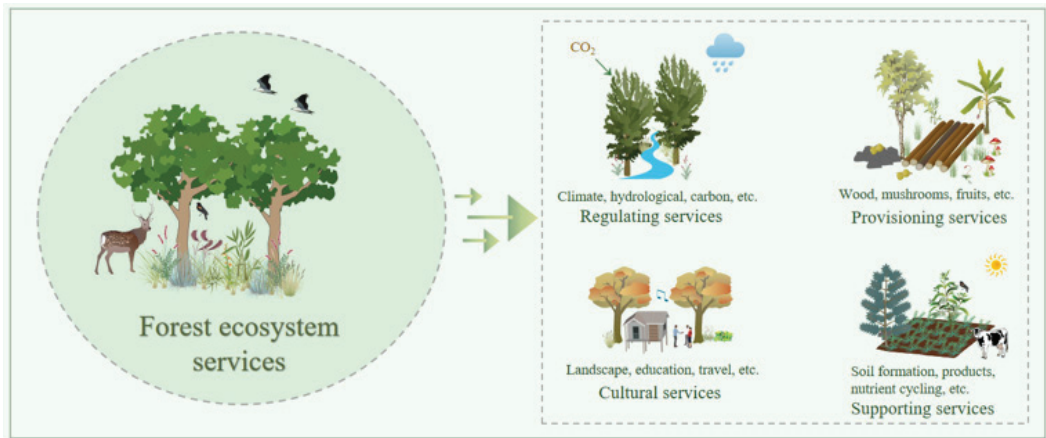 Forest ecosystem
services
CO₂
Climate, hydrological, carbon, etc.
Regulating services
Wood, mushrooms, fruits, etc.
Provisioning services
Landscape, education, travel, etc.
Cultural services
Soil formation, products,
nutrient cycling, etc.
Supporting services